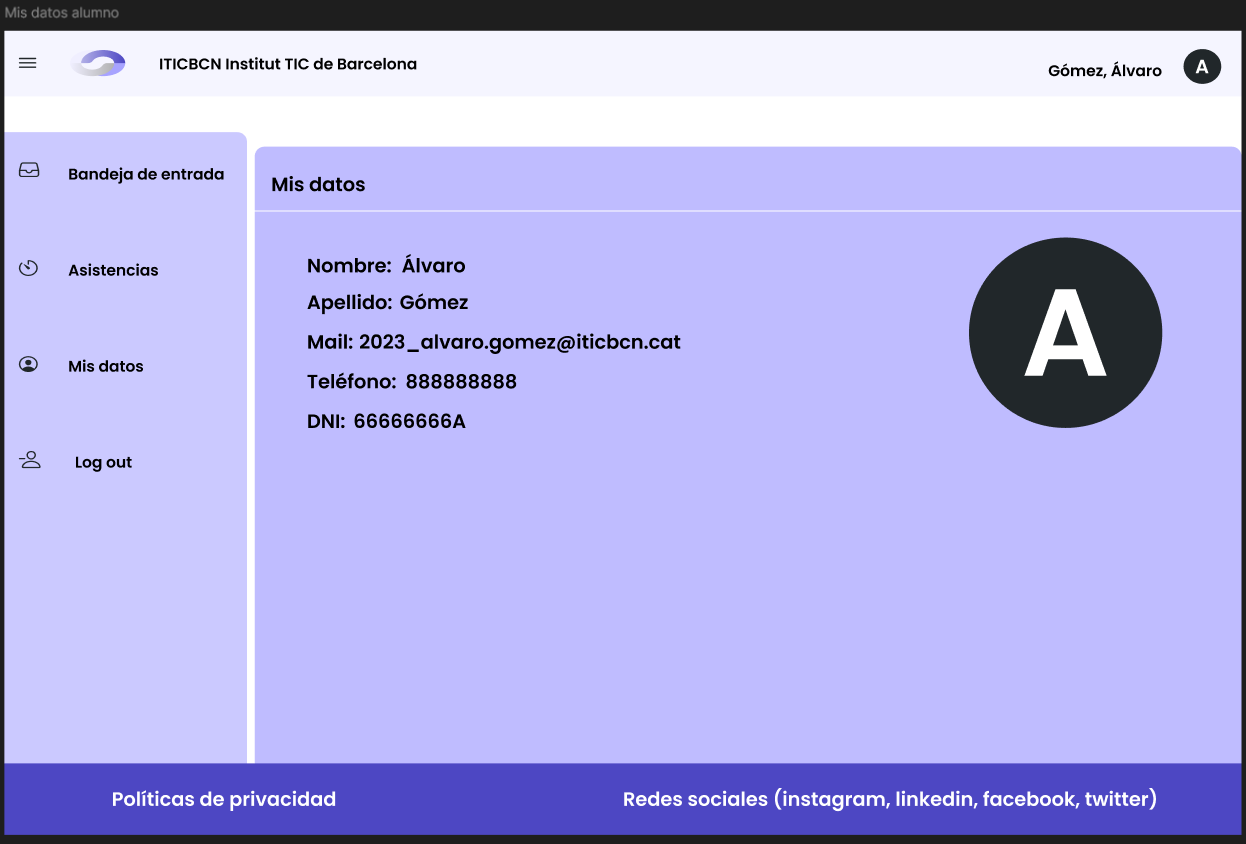 Mis datos alumno
ITICBCN Institut TIC de Barcelona
Gómez, Álvaro
A
Bandeja de entrada
Asistencias
Mis datos
Log out
Mis datos
Nombre: Álvaro
Apellido: Gómez
Mail: 2023_alvaro.gomez@iticbcn.cat
Teléfono: 888888888
DNI: 66666666A
A
Políticas de privacidad
Redes sociales (instagram, linkedin, facebook, twitter)